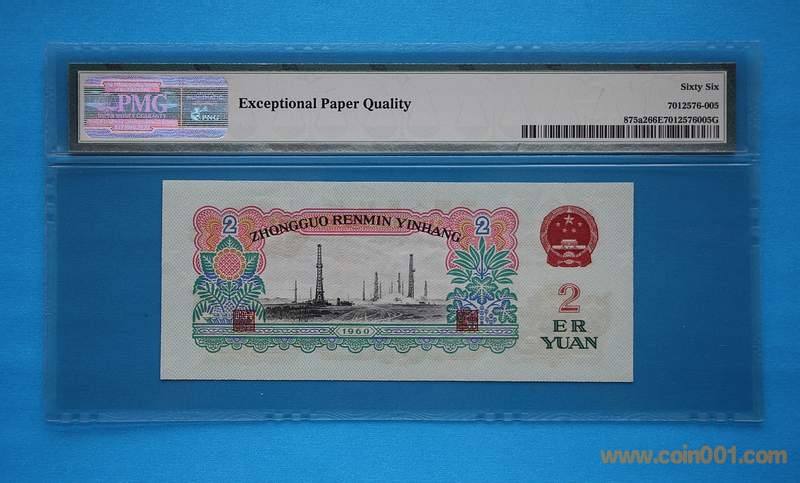 PMG
PNG
Exceptional Paper Quality
Sixty Six
7012576-005
875a266E7012576005G
2
2
ZHONGGUO RENMIN YINHANG
1960
2
ER
YUAN
www.coin001.com